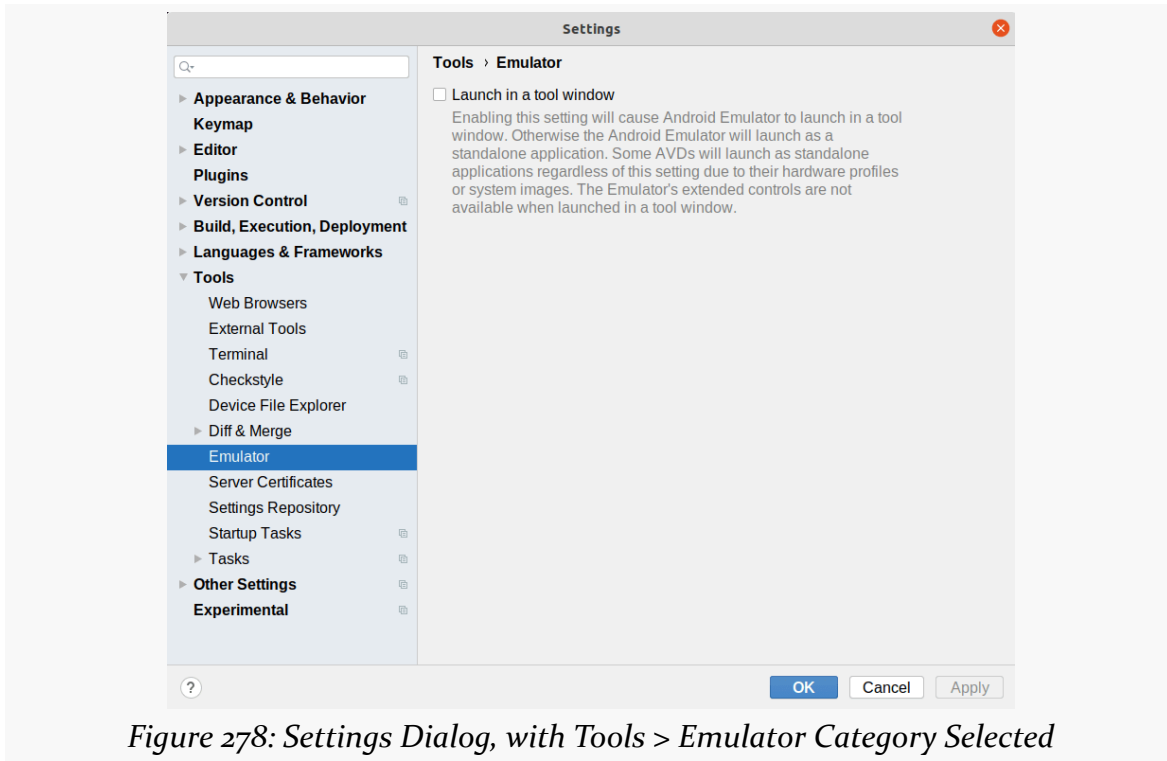 Settings
Appearance & Behavior
Keymap
Editor
Plugins
Version Control
Build, Execution, Deployment
Languages & Frameworks
Tools
Web Browsers
External Tools
Terminal
Checkstyle
Device File Explorer
Diff & Merge
Emulator
Server Certificates
Settings Repository
Startup Tasks
Tasks
Other Settings
Experimental
Tools › Emulator
Launch in a tool window
Enabling this setting will cause Android Emulator to launch in a tool
window. Otherwise the Android Emulator will launch as a
standalone application. Some AVDs will launch as standalone
applications regardless of this setting due to their hardware profiles
or system images. The Emulator's extended controls are not
available when launched in a tool window.
? OK Cancel Apply
Figure 278: Settings Dialog, with Tools > Emulator Category Selected